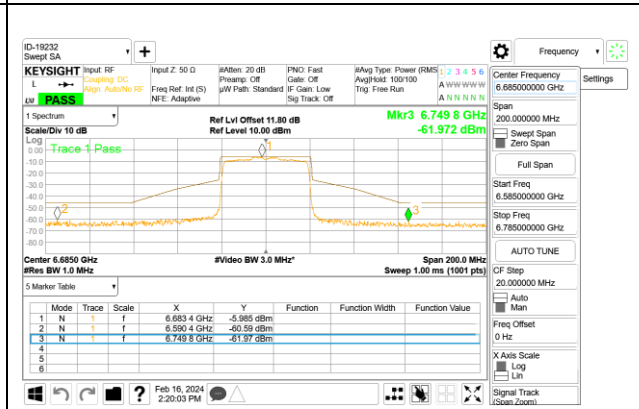 ID-19232
Swept SA
+
Frequency
KEYSIGHT Input: RF Input Z: 50 Ω #Atten: 20 dB PNO: Fast #Avg Type: Power (RMS 1 2 3 4 5 6
L Coupling: DC Preamp: Off Gate: Off Avg|Hold: 100/100
Align: Auto/No RF Freq Ref: Int (S) µW Path: Standard IF Gain: Low Trig: Free Run A W W W W W
PASS NFE: Adaptive Sig Track: Off A N N N N N
1 Spectrum Ref Lvl Offset 11.80 dB Mkr3 6.749 8 GHz
Scale/Div 10 dB Ref Level 10.00 dBm -61.972 dBm
Log
Trace 1 Pass
0.00
-10.0
-20.0
-30.0
-40.0
-50.0
-60.0
-70.0
-80.0
1
2
3
Center 6.6850 GHz #Video BW 3.0 MHz* Span 200.0 MHz
#Res BW 1.0 MHz Sweep 1.00 ms (1001 pts)
5 Marker Table
Mode Trace Scale X Y Function Function Width Function Value
1 N 1 f 6.683 4 GHz -5.985 dBm
2 N 1 f 6.590 4 GHz -60.59 dBm
3 N 1 f 6.749 8 GHz -61.97 dBm
4
5
6
? Feb 16, 2024
2:20:03 PM
Center Frequency
6.685000000 GHz
Settings
Span
200.000000 MHz
Swept Span
Zero Span
Full Span
Start Freq
6.585000000 GHz
Stop Freq
6.785000000 GHz
AUTO TUNE
CF Step
20.000000 MHz
Auto
Man
Freq Offset
0 Hz
X Axis Scale
Log
Lin
Signal Track
(Span Zoom)